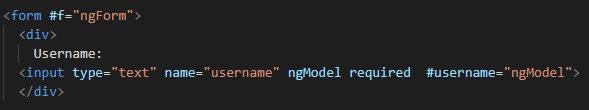 <form #f="ngForm">
<div>
Username:
<input type="text" name="username" ngModel required  #username="ngModel">
</div>